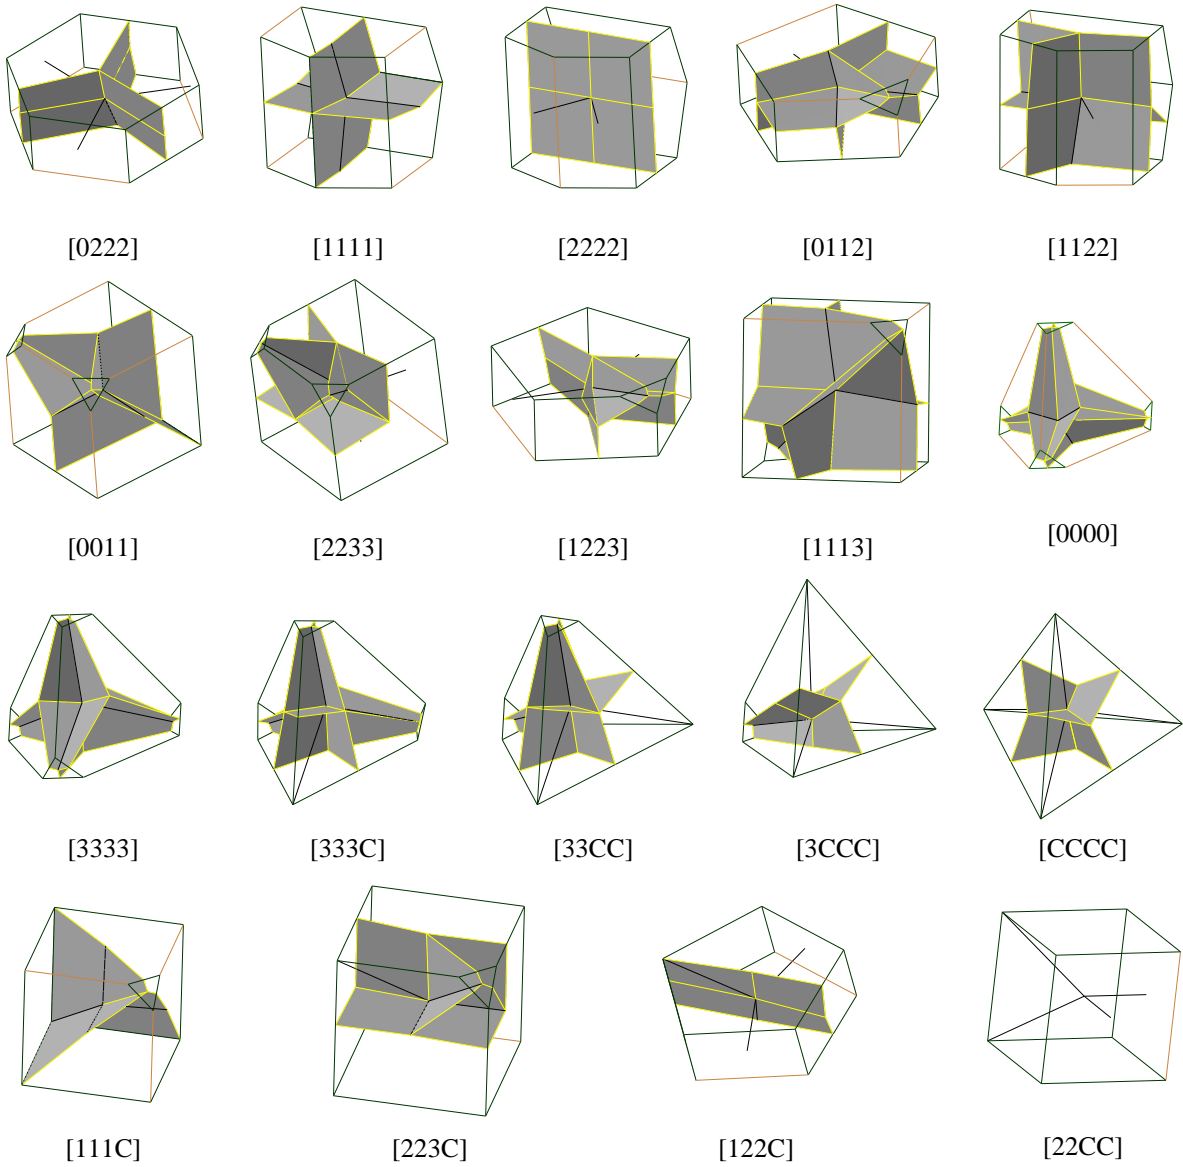 [0222] [1111] [2222] [0112] [1122]
[0011] [2233] [1223] [1113] [0000]
[3333] [333C] [33CC] [3CCC] [CCCC]
[111C] [223C] [122C] [22CC]